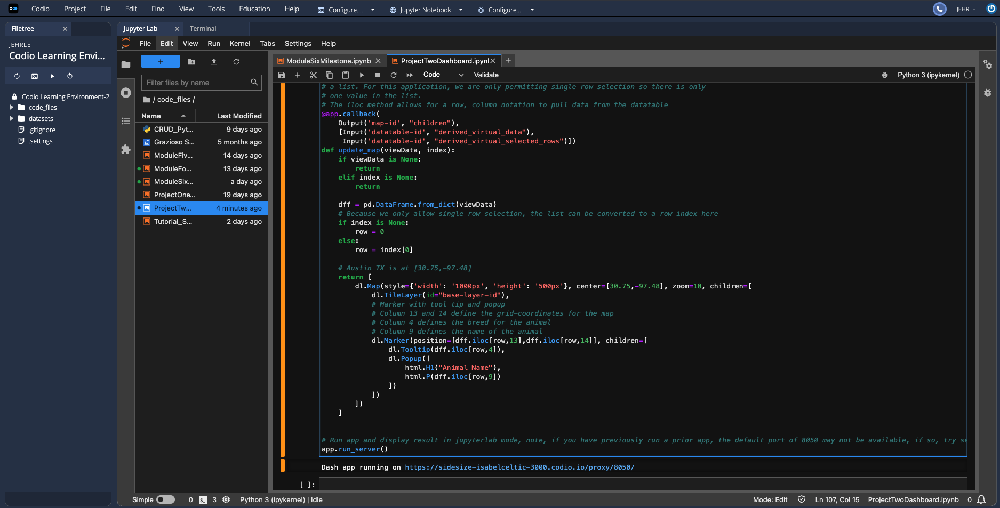 Codio Project File Edit Find View Tools Education Help Configure.... Jupyter Notebook Configure.... JEHRLE
Filetree
JEHRLE
Codio Learning Envi...
Codio Learning Environment-2
code_files
datasets
.gitignore
.settings
Jupyter Lab Terminal
File Edit View Run Kernel Tabs Settings Help
+
Filter files by name
/ code_files /
Name Last Modified
CRUD_Pyt... 9 days ago
Grazioso S... 5 months ago
ModuleFiv... 14 days ago
ModuleFo... 13 days ago
ModuleSix... a day ago
ProjectOne... 19 days ago
ProjectTw... 4 minutes ago
Tutorial_S... 2 days ago
ModuleSixMilestone.ipynb ProjectTwoDashboard.ipyn
Code Validate Python 3 (ipykernel)
# a list. For this application, we are only permitting single row selection so there is only
# one value in the list.
# The iloc method allows for a row, column notation to pull data from the datatable
@app.callback(
    Output('map-id', "children"),
    [Input('datatable-id', "derived_virtual_data"),
     Input('datatable-id', "derived_virtual_selected_rows")])
def update_map(viewData, index):
    if viewData is None:
        return
    elif index is None:
        return
    dff = pd.DataFrame.from_dict(viewData)
    # Because we only allow single row selection, the list can be converted to a row index here
    if index is None:
        row = 0
    else:
        row = index[0]
    # Austin TX is at [30.75,-97.48]
    return [
        dl.Map(style={'width': '1000px', 'height': '500px'}, center=[30.75,-97.48], zoom=10, children=[
            dl.TileLayer(id="base-layer-id"),
            # Marker with tool tip and popup
            # Column 13 and 14 define the grid-coordinates for the map
            # Column 4 defines the breed for the animal
            # Column 9 defines the name of the animal
            dl.Marker(position=[dff.iloc[row,13],dff.iloc[row,14]], children=[
                dl.Tooltip(dff.iloc[row,4]),
                dl.Popup([
                    html.H1("Animal Name"),
                    html.P(dff.iloc[row,9])
                ])
            ])
        ])
    ]
# Run app and display result in jupyterlab mode, note, if you have previously run a prior app, the default port of 8050 may not be available, if so, try se
app.run_server()
Dash app running on https://sidesize-isabelceltic-3000.codio.io/proxy/8050/
[ ]:
Simple 0 $_ 3 Python 3 (ipykernel) | Idle Mode: Edit Ln 107, Col 15 ProjectTwoDashboard.ipynb 0